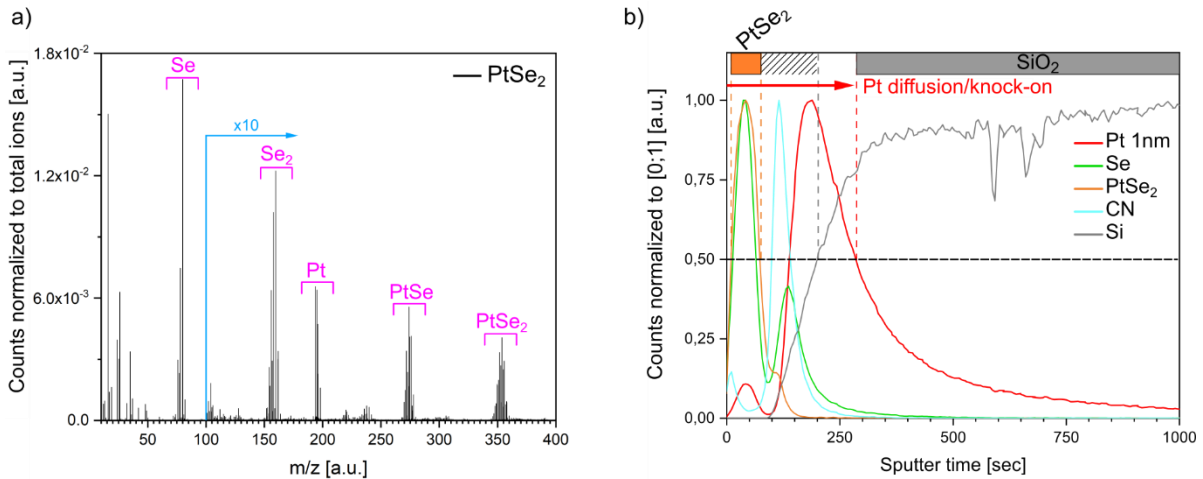 a)
1.8x10⁻²
1.2x10⁻²
6.0x10⁻³
0.0
Counts normalized to total ions [a.u.]
Se
x10
Se₂
Pt
PtSe
PtSe₂
PtSe₂
50
100
150
200
250
300
350
400
m/z [a.u.]
b)
PtSe₂
SiO₂
Pt diffusion/knock-on
1,00
0,75
0,50
0,25
0,00
Counts normalized to [0;1] [a.u.]
Pt 1nm
Se
PtSe₂
CN
Si
0
250
500
750
1000
Sputter time [sec]